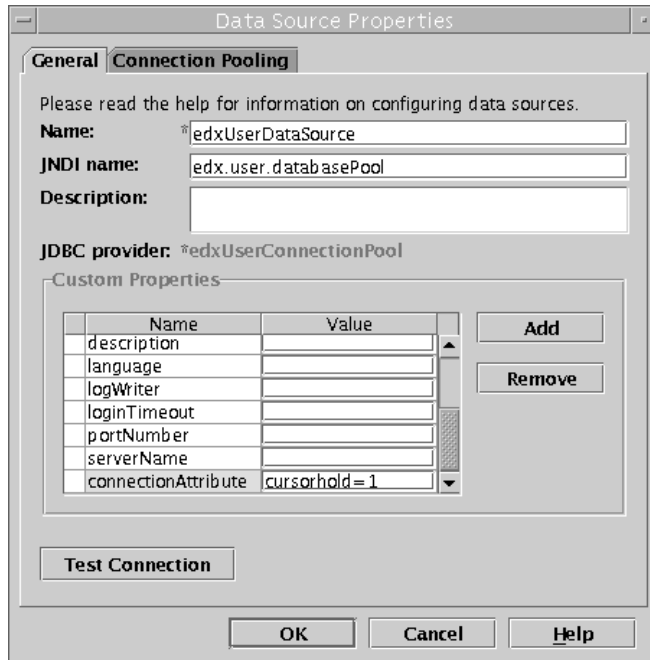 Data Source Properties
General Connection Pooling
Please read the help for information on configuring data sources.
Name: *edxUserDataSource
JNDI name: edx.user.databasePool
Description:
JDBC provider: *edxUserConnectionPool
Custom Properties
Name Value
description
language
logWriter
loginTimeout
portNumber
serverName
connectionAttribute cursorhold=1
Add
Remove
Test Connection
OK Cancel Help